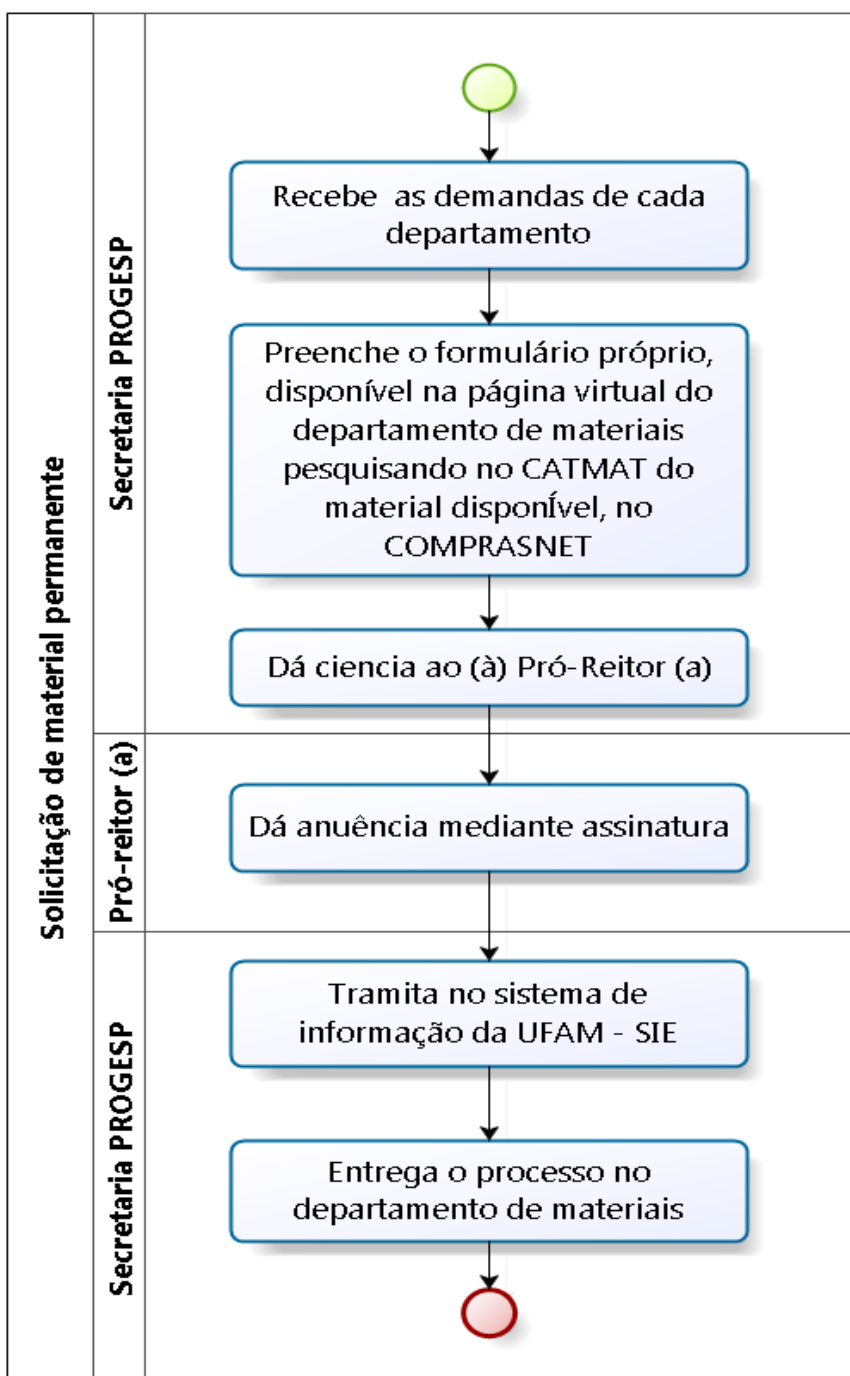 Solicitação de material permanente
Secretaria PROGESP
Recebe as demandas de cada
departamento
Preenche o formulário próprio,
disponível na página virtual do
departamento de materiais
pesquisando no CATMAT do
material disponÍvel, no
COMPRASNET
Dá ciencia ao (à) Pró-Reitor (a)
Pró-reitor (a)
Dá anuência mediante assinatura
Secretaria PROGESP
Tramita no sistema de
informação da UFAM - SIE
Entrega o processo no
departamento de materiais